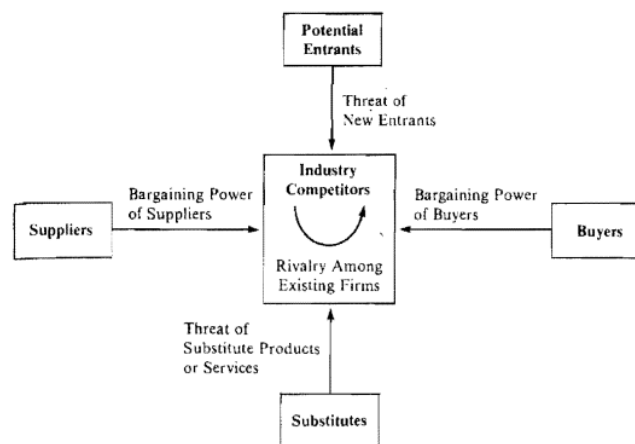 Potential
Entrants
Threat of
New Entrants
Industry
Competitors
Bargaining Power
of Suppliers
Bargaining Power
of Buyers
Suppliers
Buyers
Rivalry Among
Existing Firms
Threat of
Substitute Products
or Services
Substitutes